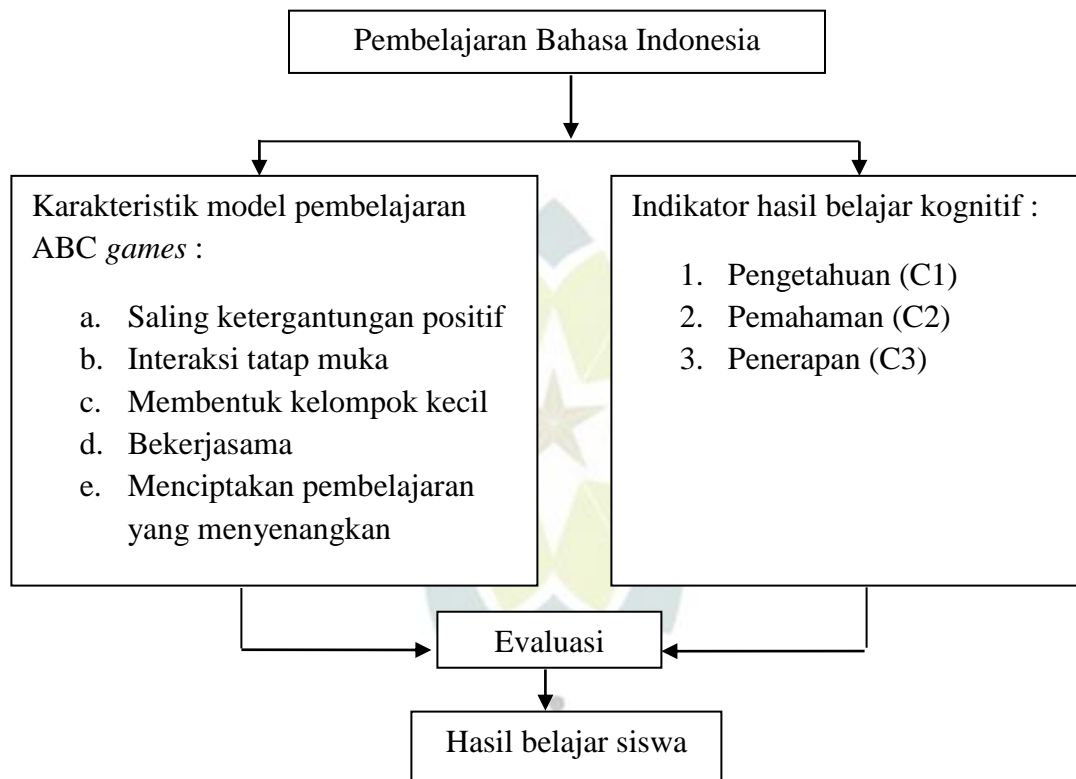 Pembelajaran Bahasa Indonesia
Karakteristik model pembelajaran
ABC games :
a. Saling ketergantungan positif
b. Interaksi tatap muka
c. Membentuk kelompok kecil
d. Bekerjasama
e. Menciptakan pembelajaran
yang menyenangkan
Indikator hasil belajar kognitif :
1. Pengetahuan (C1)
2. Pemahaman (C2)
3. Penerapan (C3)
Evaluasi
Hasil belajar siswa